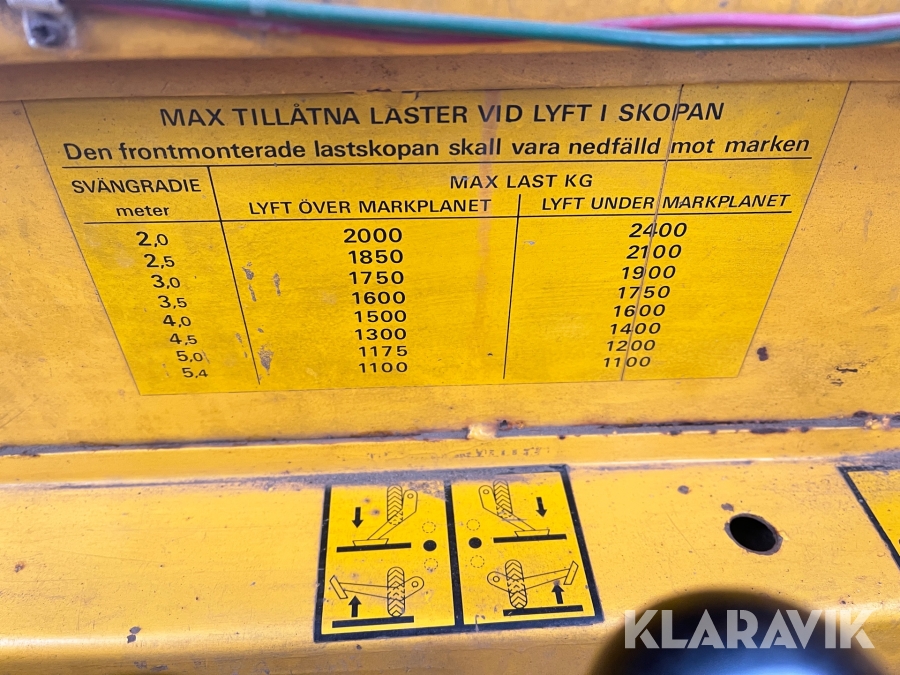 MAX TILLÅTNA LASTER VID LYFT I SKOPAN
Den frontmonterade lastskopan skall vara nedfälld mot marken
SVÄNGRADIE meter MAX LAST KG
LYFT ÖVER MARKPLANET LYFT UNDER MARKPLANET
2,0 2000 2400
2,5 1850 2100
3,0 1750 1900
3,5 1600 1750
4,0 1500 1600
4,5 1300 1400
5,0 1175 1200
5,4 1100 1100
KLARAVIK